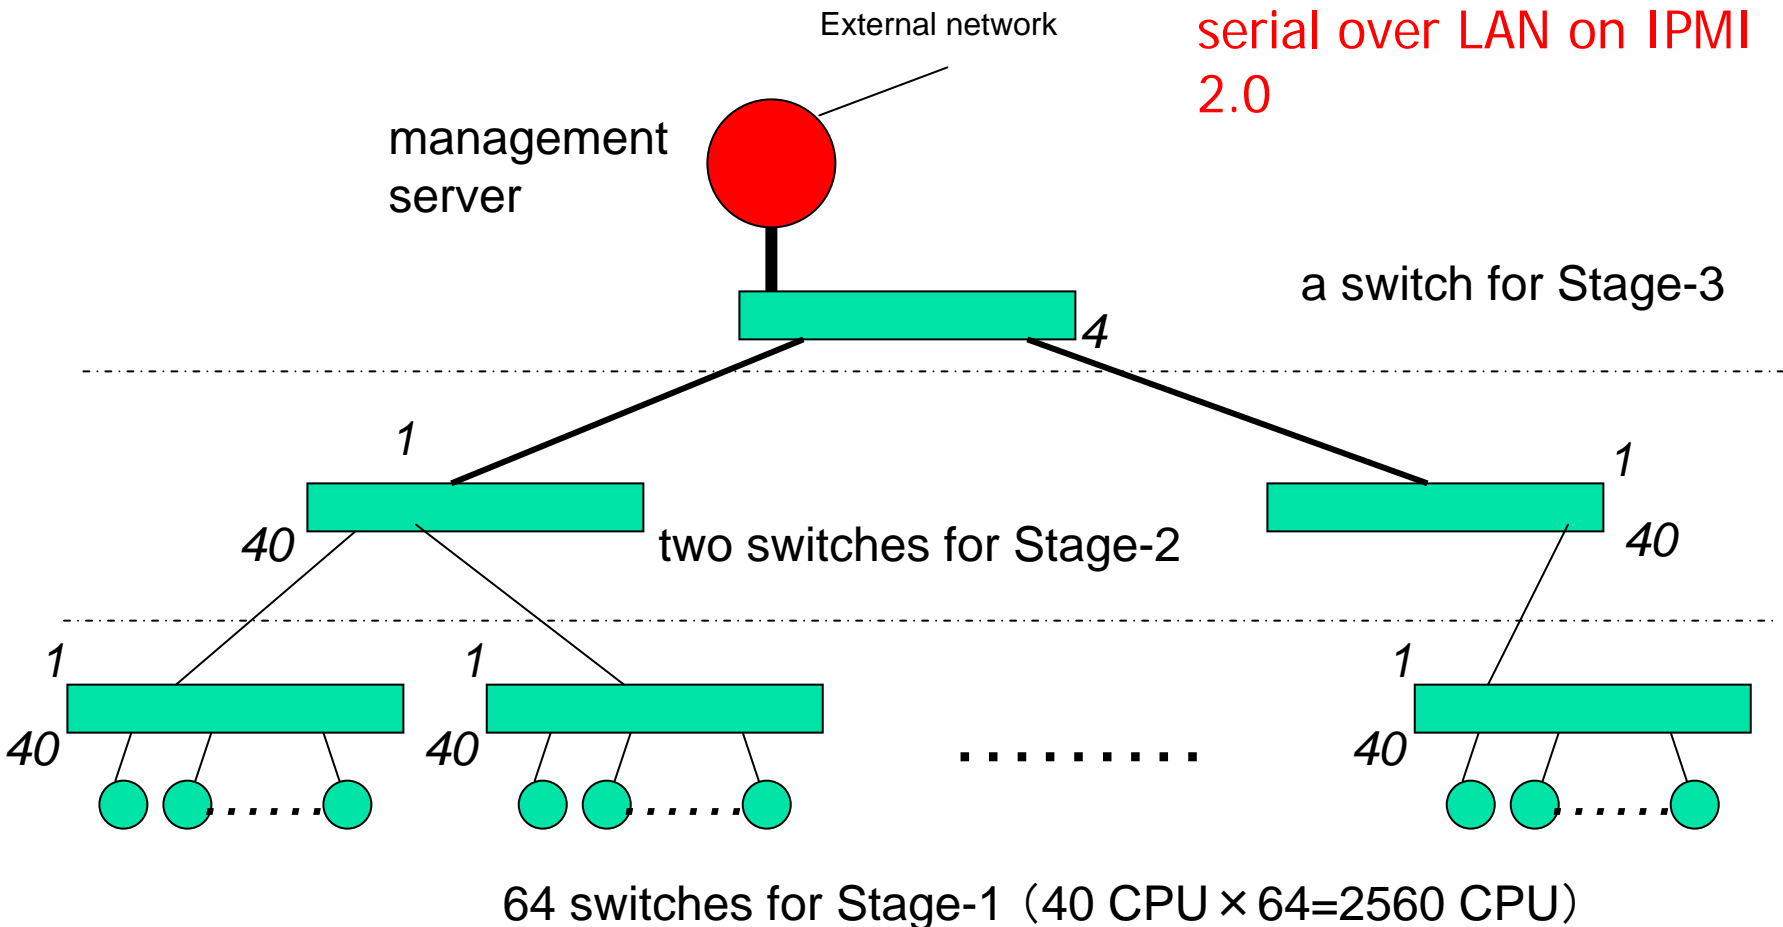 External network
serial over LAN on IPMI
2.0
management
server
a switch for Stage-3
4
1
1
40
two switches for Stage-2
40
1
1
1
40
40
.........
40
......
......
......
64 switches for Stage-1（40 CPU×64=2560 CPU）